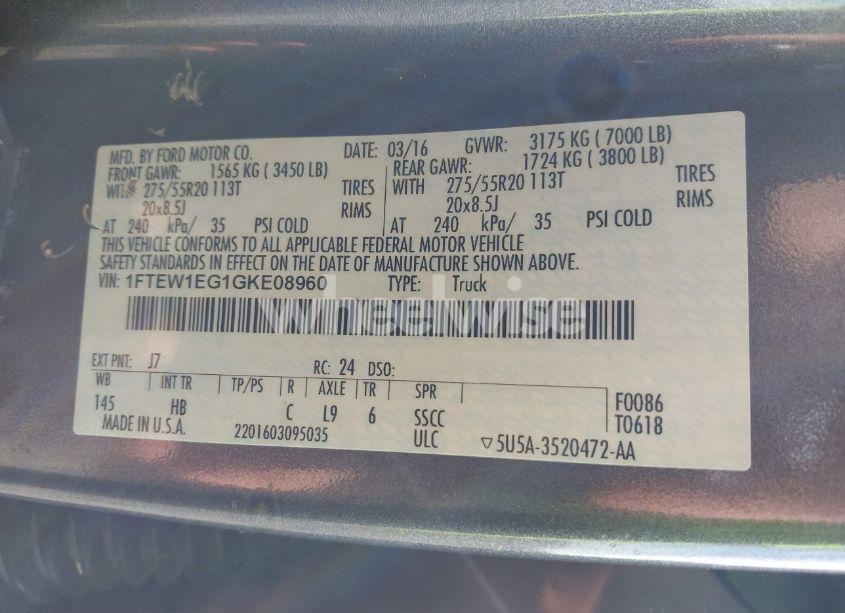 MFD. BY FORD MOTOR CO. DATE: 03/16 GVWR: 3175 KG ( 7000 LB)
FRONT GAWR: 1565 KG ( 3450 LB) REAR GAWR: 1724 KG ( 3800 LB)
WITH 275/55R20 113T TIRES WITH 275/55R20 113T TIRES
20x8.5J RIMS 20x8.5J RIMS
AT 240 kPa/ 35 PSI COLD AT 240 kPa/ 35 PSI COLD
THIS VEHICLE CONFORMS TO ALL APPLICABLE FEDERAL MOTOR VEHICLE
SAFETY STANDARDS IN EFFECT ON THE DATE OF MANUFACTURE SHOWN ABOVE.
VIN: 1FTEW1EG1GKE08960 TYPE: Truck
Wheelwise
EXT PNT: J7 RC: 24 DSO:
WB INT TR TP/PS R AXLE TR SPR
145 HB C L9 6 SSCC F0086
MADE IN U.S.A. 2201603095035 ULC T0618
▽5U5A-3520472-AA